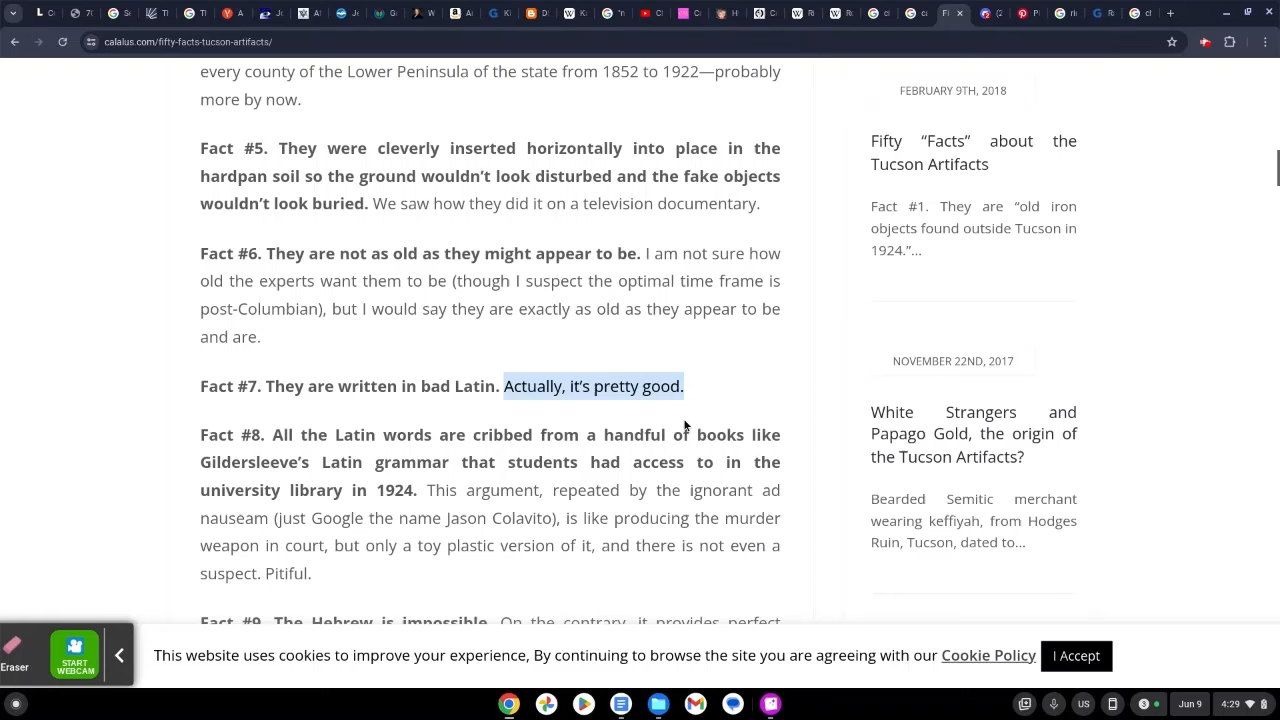 calalus.com/fifty-facts-tucson-artifacts/
every county of the Lower Peninsula of the state from 1852 to 1922—probably
more by now.
Fact #5. They were cleverly inserted horizontally into place in the
hardpan soil so the ground wouldn't look disturbed and the fake objects
wouldn't look buried. We saw how they did it on a television documentary.
Fact #6. They are not as old as they might appear to be. I am not sure how
old the experts want them to be (though I suspect the optimal time frame is
post-Columbian), but I would say they are exactly as old as they appear to be
and are.
Fact #7. They are written in bad Latin. Actually, it's pretty good.
Fact #8. All the Latin words are cribbed from a handful of books like
Gildersleeve's Latin grammar that students had access to in the
university library in 1924. This argument, repeated by the ignorant ad
nauseam (just Google the name Jason Colavito), is like producing the murder
weapon in court, but only a toy plastic version of it, and there is not even a
suspect. Pitiful.
Fact #9. The Hebrew is impossible. On the contrary, it provides perfect
FEBRUARY 9TH, 2018
Fifty “Facts” about the
Tucson Artifacts
Fact #1. They are “old iron
objects found outside Tucson in
1924.”...
NOVEMBER 22ND, 2017
White Strangers and
Papago Gold, the origin of
the Tucson Artifacts?
Bearded Semitic merchant
wearing keffiyah, from Hodges
Ruin, Tucson, dated to...
Eraser
START
WEBCAM
This website uses cookies to improve your experience, By continuing to browse the site you are agreeing with our Cookie Policy
I Accept
US
3
Jun 9
4:29